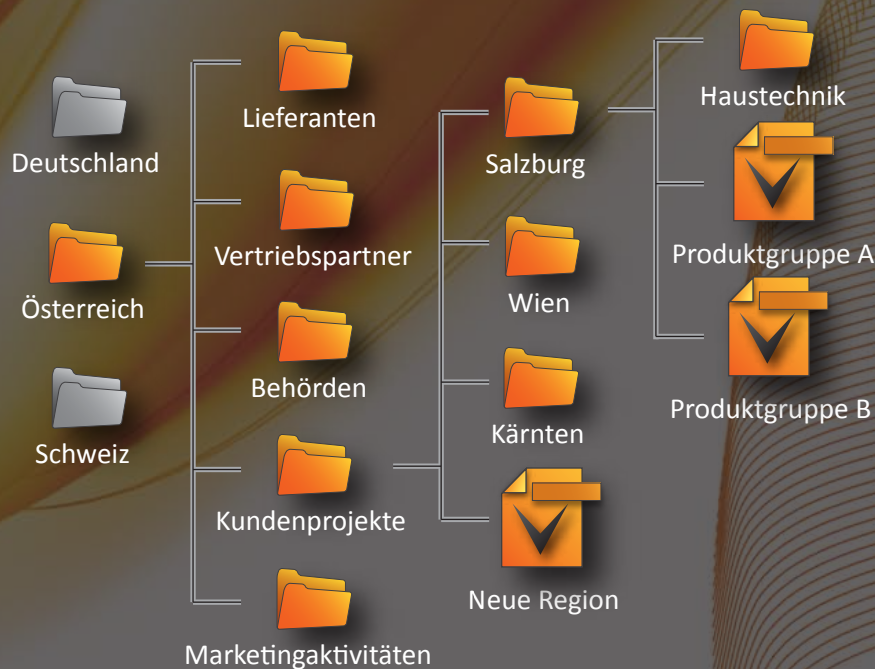 Deutschland
Österreich
Schweiz
Lieferanten
Vertriebspartner
Behörden
Kundenprojekte
Marketingaktivitäten
Salzburg
Wien
Kärnten
Neue Region
Haustechnik
Produktgruppe A
Produktgruppe B